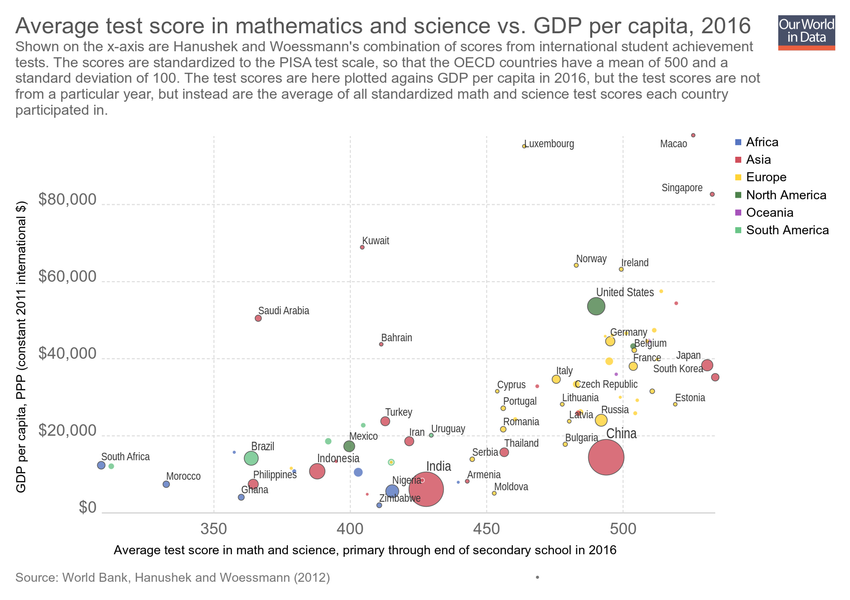 Average test score in mathematics and science vs. GDP per capita, 2016
Our World
in Data
Shown on the x-axis are Hanushek and Woessmann's combination of scores from international student achievement
tests. The scores are standardized to the PISA test scale, so that the OECD countries have a mean of 500 and a
standard deviation of 100. The test scores are here plotted agains GDP per capita in 2016, but the test scores are not
from a particular year, but instead are the average of all standardized math and science test scores each country
participated in.
GDP per capita, PPP (constant 2011 international $)
$80,000
$60,000
$40,000
$20,000
$0
Luxembourg
Macao
Singapore
Kuwait
Norway
Ireland
United States
Saudi Arabia
Bahrain
Germany
Belgium
France
Japan
South Korea
Italy
Czech Republic
Cyprus
Lithuania
Estonia
Portugal
Latvia
Russia
Turkey
Uruguay
Romania
Mexico
Iran
Bulgaria
China
Thailand
Brazil
Serbia
South Africa
Indonesia
India
Morocco
Philippines
Armenia
Nigeria
Ghana
Moldova
Zimbabwe
350
400
450
500
Average test score in math and science, primary through end of secondary school in 2016
Africa
Asia
Europe
North America
Oceania
South America
Source: World Bank, Hanushek and Woessmann (2012)